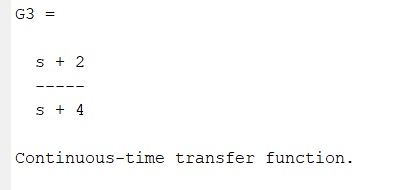 G3 =
s + 2
-----
s + 4
Continuous-time transfer function.